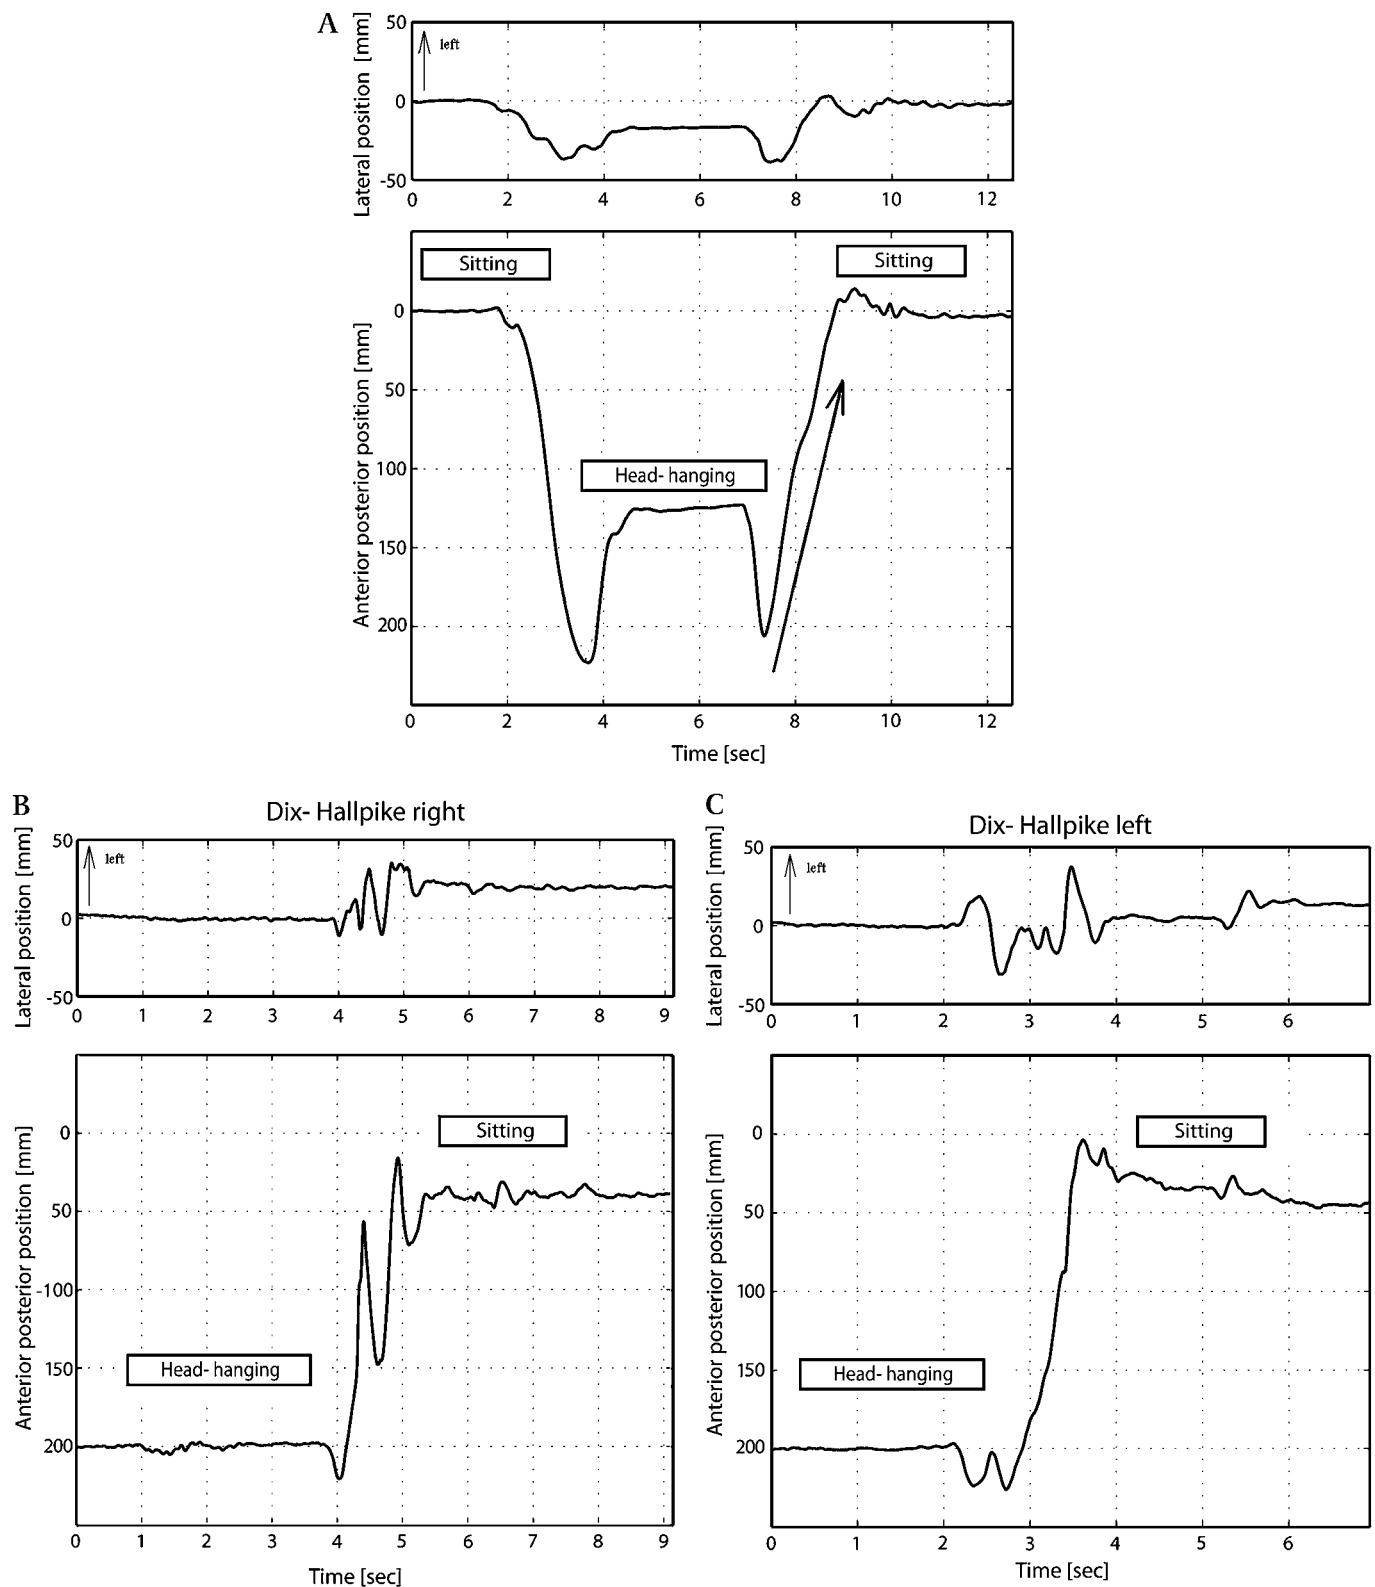 A
Lateral position [mm]
50
0
-50
left
0 2 4 6 8 10 12
Anterior posterior position [mm]
Sitting
Sitting
0
50
Head- hanging
100
150
200
0 2 4 6 8 10 12
Time [sec]
B
Dix- Hallpike right
Lateral position [mm]
50
0
-50
left
0 1 2 3 4 5 6 7 8 9
Anterior posterior position [mm]
Sitting
0
50
-100
Head- hanging
150
200
0 1 2 3 4 5 6 7 8 9
Time [sec]
C
Dix- Hallpike left
Lateral position [mm]
50
0
-50
left
0 1 2 3 4 5 6
Anterior posterior position [mm]
Sitting
0
50
100
Head- hanging
150
200
0 1 2 3 4 5 6
Time [sec]